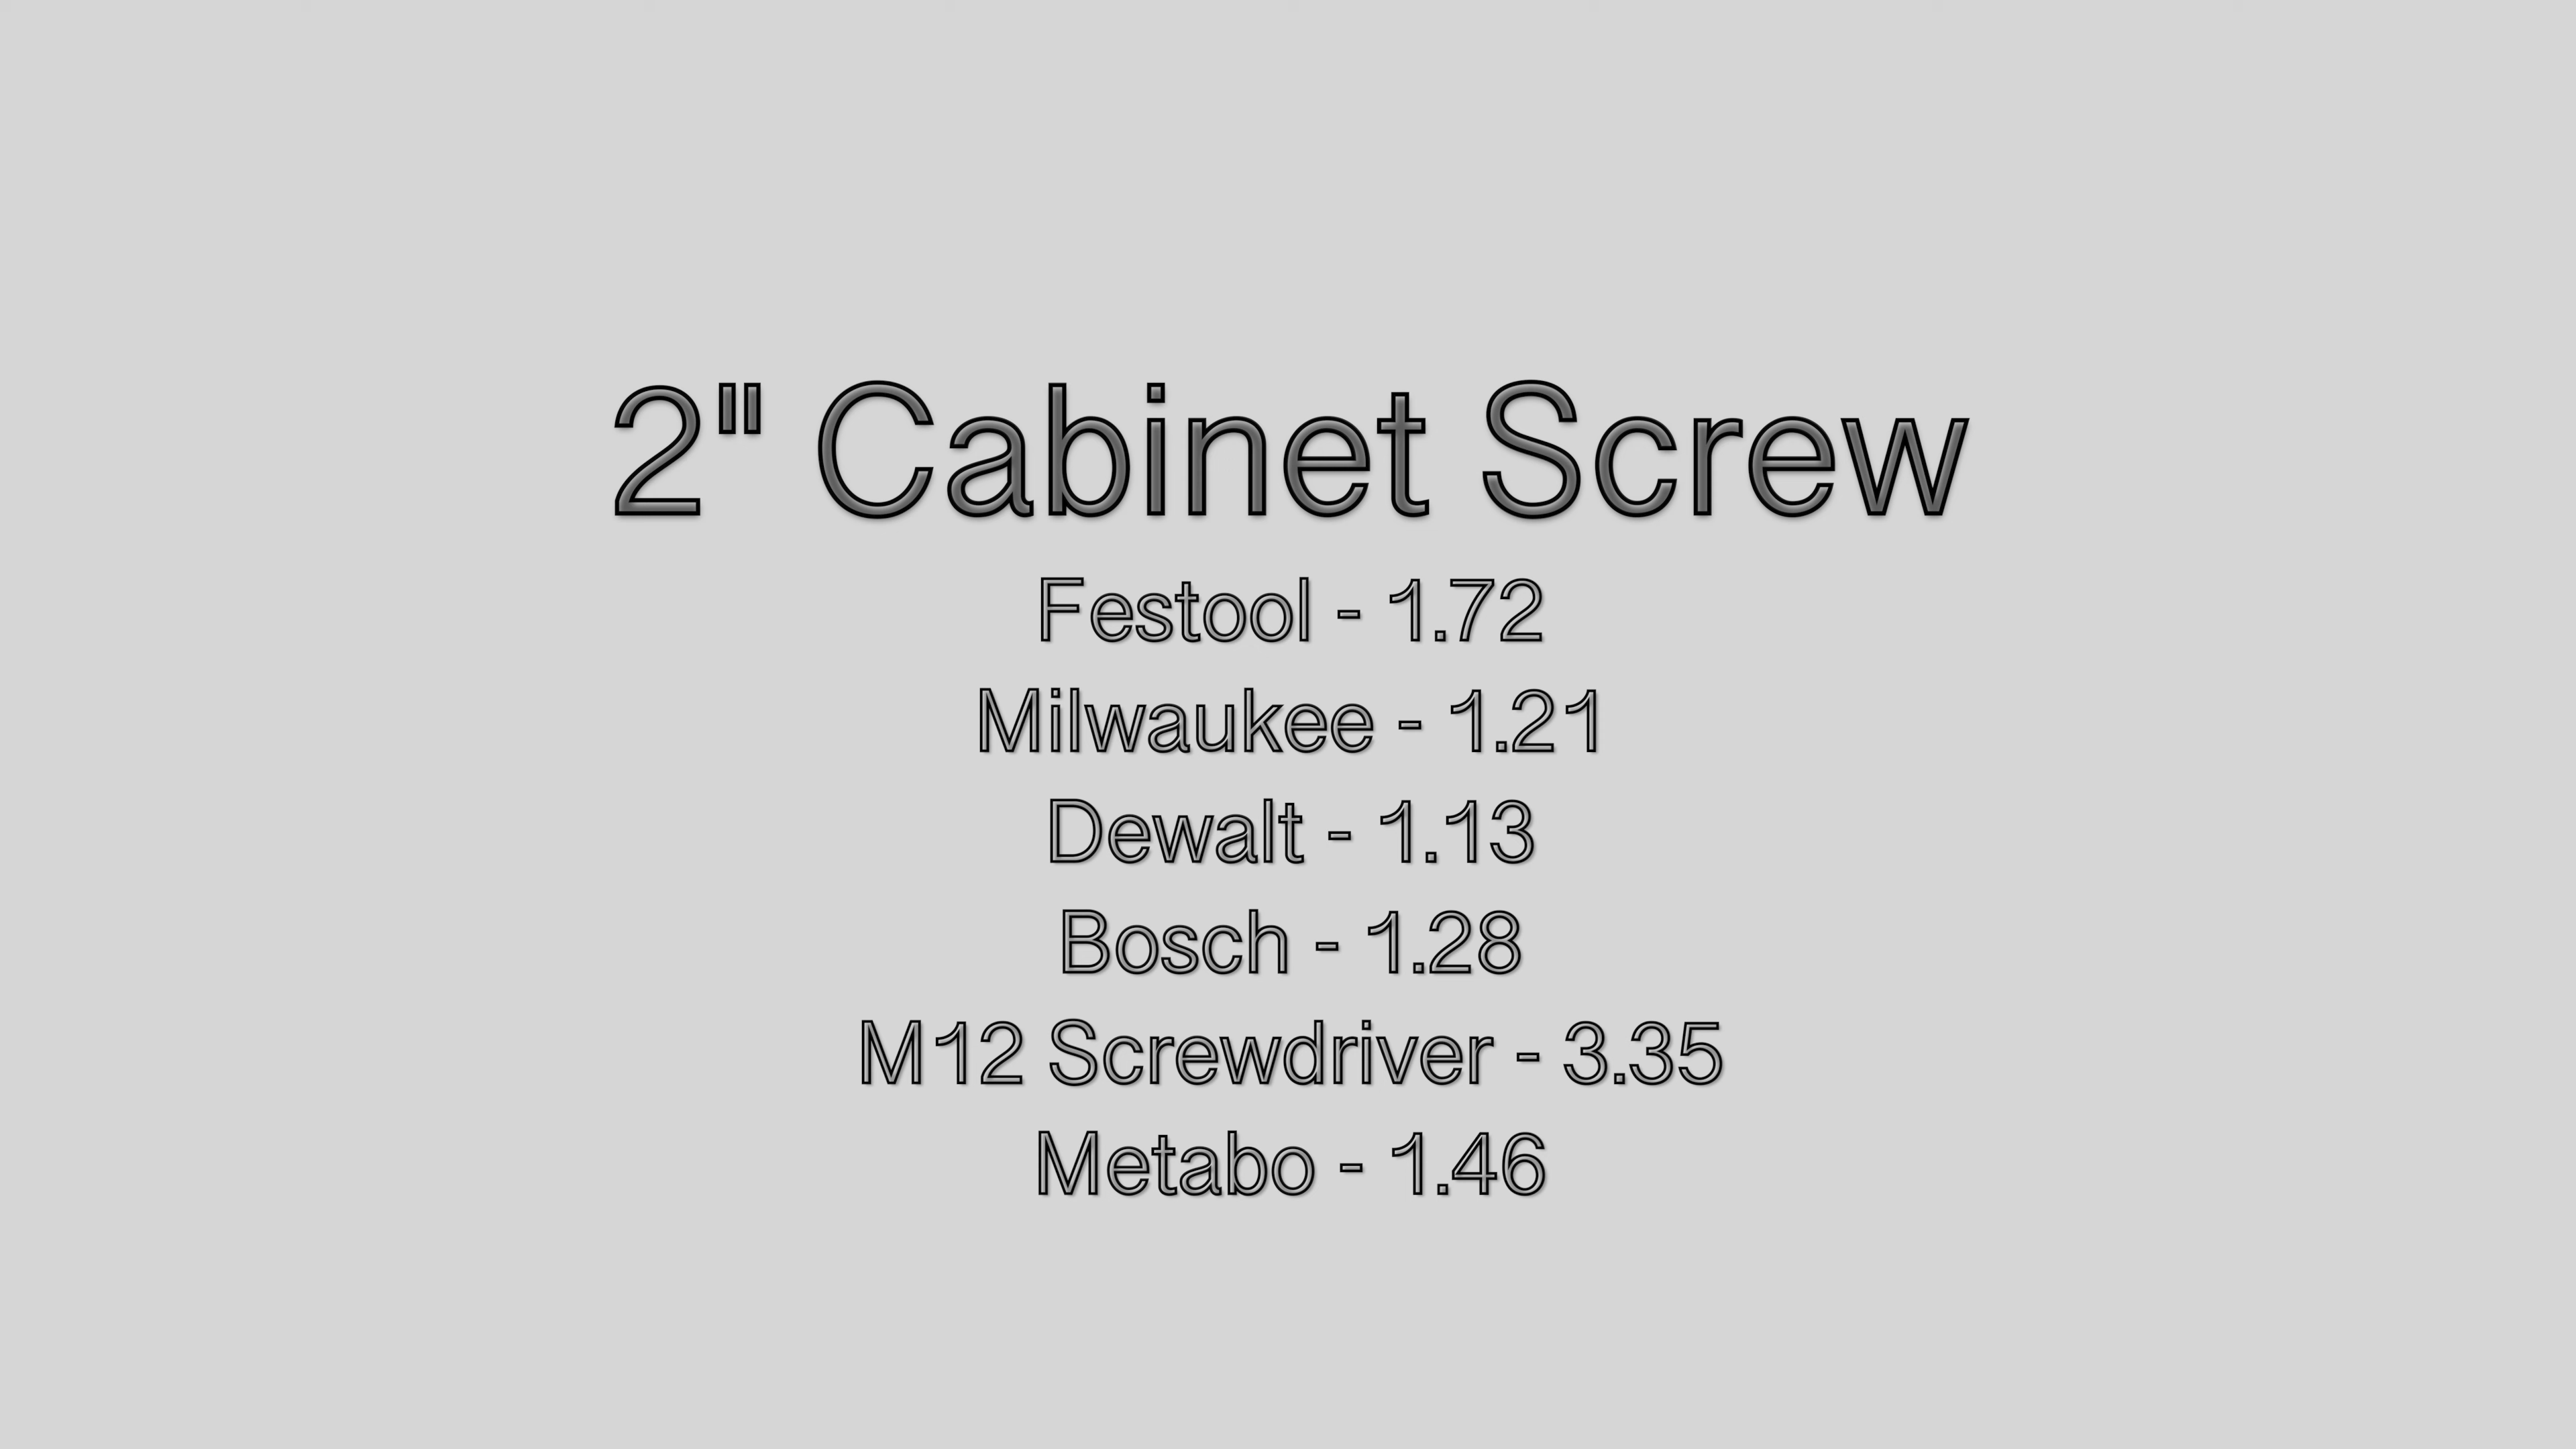 2" Cabinet Screw
Festool - 1.72
Milwaukee - 1.21
Dewalt - 1.13
Bosch - 1.28
M12 Screwdriver - 3.35
Metabo - 1.46